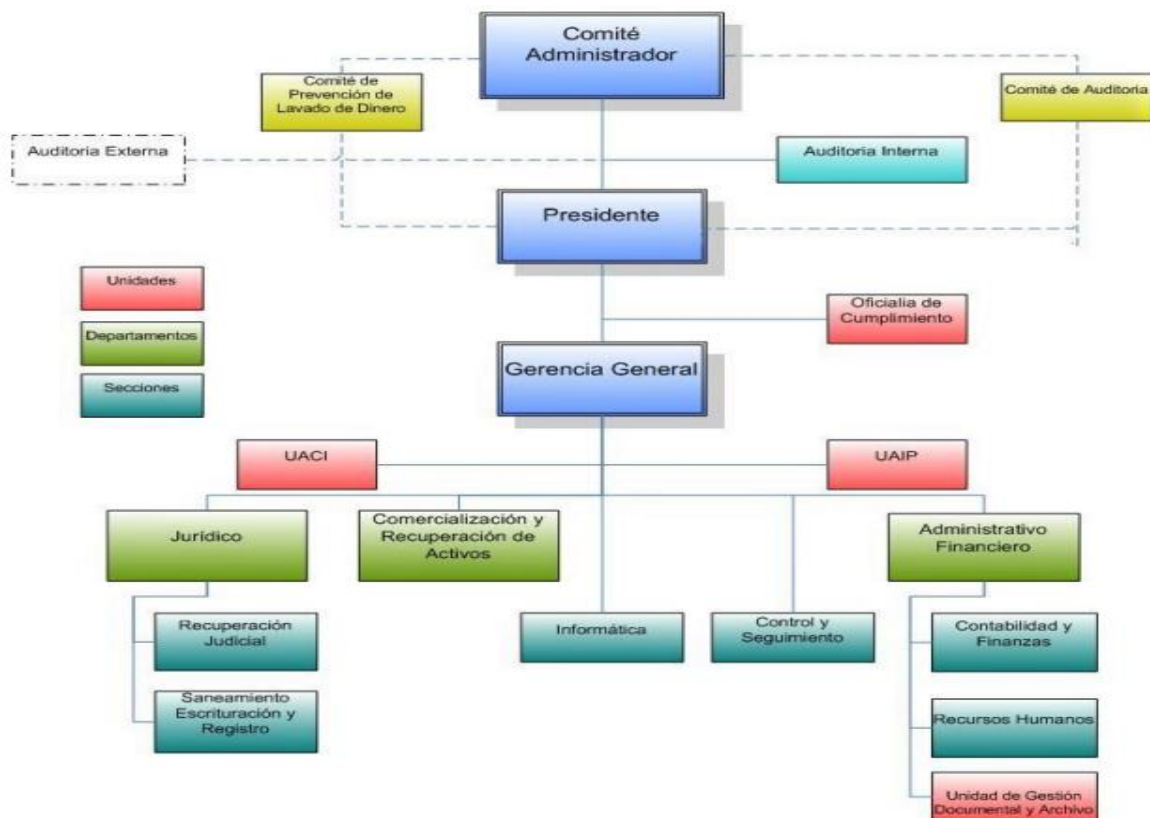 Comité
Administrador
Comité de
Prevención de
Lavado de Dinero
Comité de Auditoria
Auditoria Externa
Auditoria Interna
Presidente
Unidades
Oficialia de
Cumplimiento
Departamentos
Gerencia General
Secciones
UACI
UAIP
Jurídico
Comercialización y
Recuperación de
Activos
Administrativo
Financiero
Recuperación
Judicial
Informática
Control y
Seguimiento
Contabilidad y
Finanzas
Saneamiento
Escrituración y
Registro
Recursos Humanos
Unidad de Gestión
Documental y Archivo